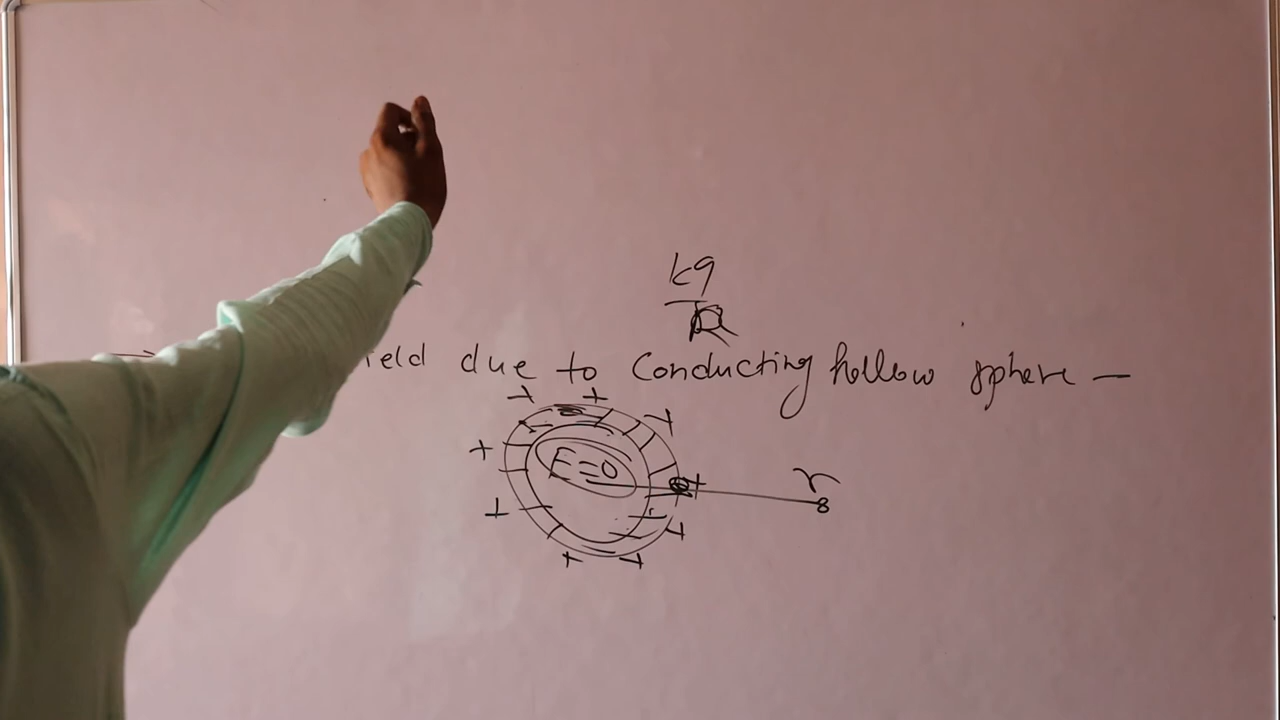 kq
R
ield due to Conducting hollow sphere —
+ + + + + + + + + +
E=0
r